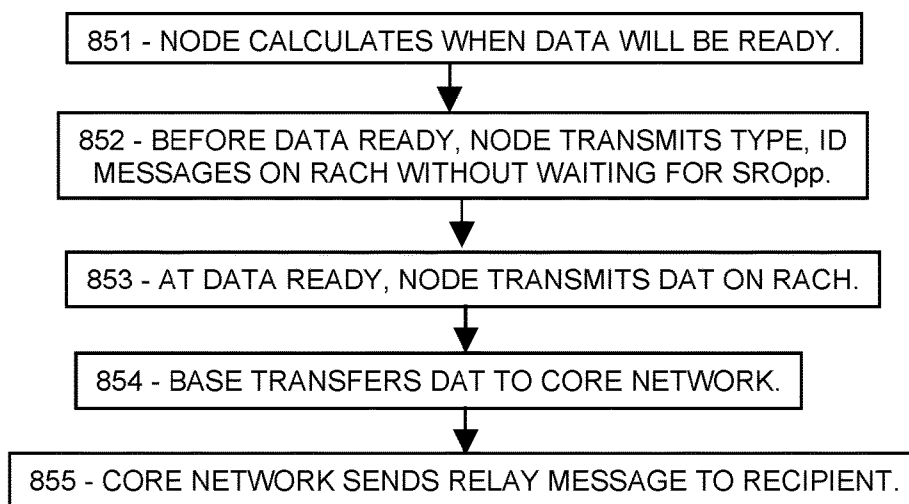 851 - NODE CALCULATES WHEN DATA WILL BE READY.
852 - BEFORE DATA READY, NODE TRANSMITS TYPE, ID
MESSAGES ON RACH WITHOUT WAITING FOR SROpp.
853 - AT DATA READY, NODE TRANSMITS DAT ON RACH.
854 - BASE TRANSFERS DAT TO CORE NETWORK.
855 - CORE NETWORK SENDS RELAY MESSAGE TO RECIPIENT.